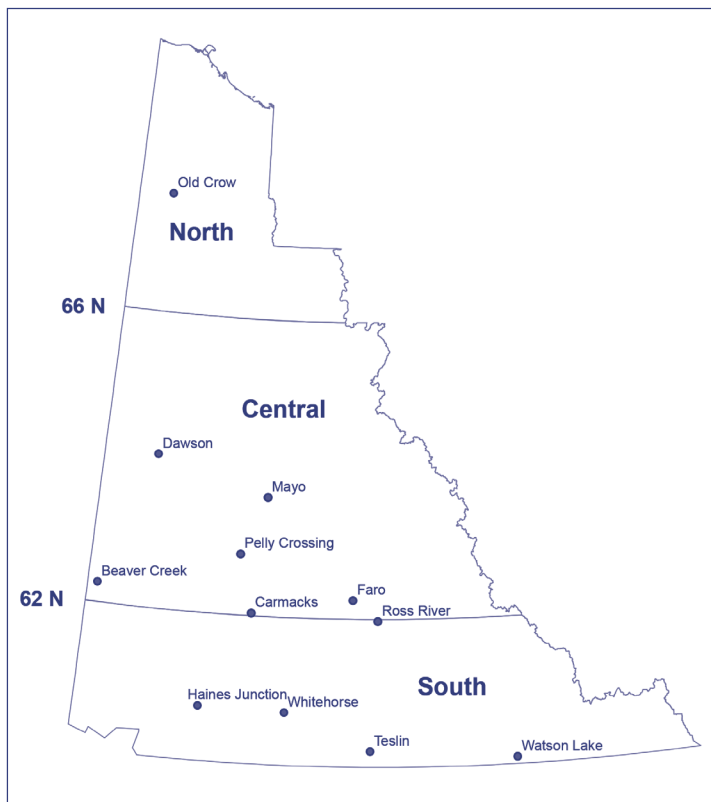 Old Crow
North
66 N
Central
Dawson
Mayo
Pelly Crossing
Beaver Creek
Faro
62 N
Carmacks
Ross River
South
Haines Junction
Whitehorse
Teslin
Watson Lake